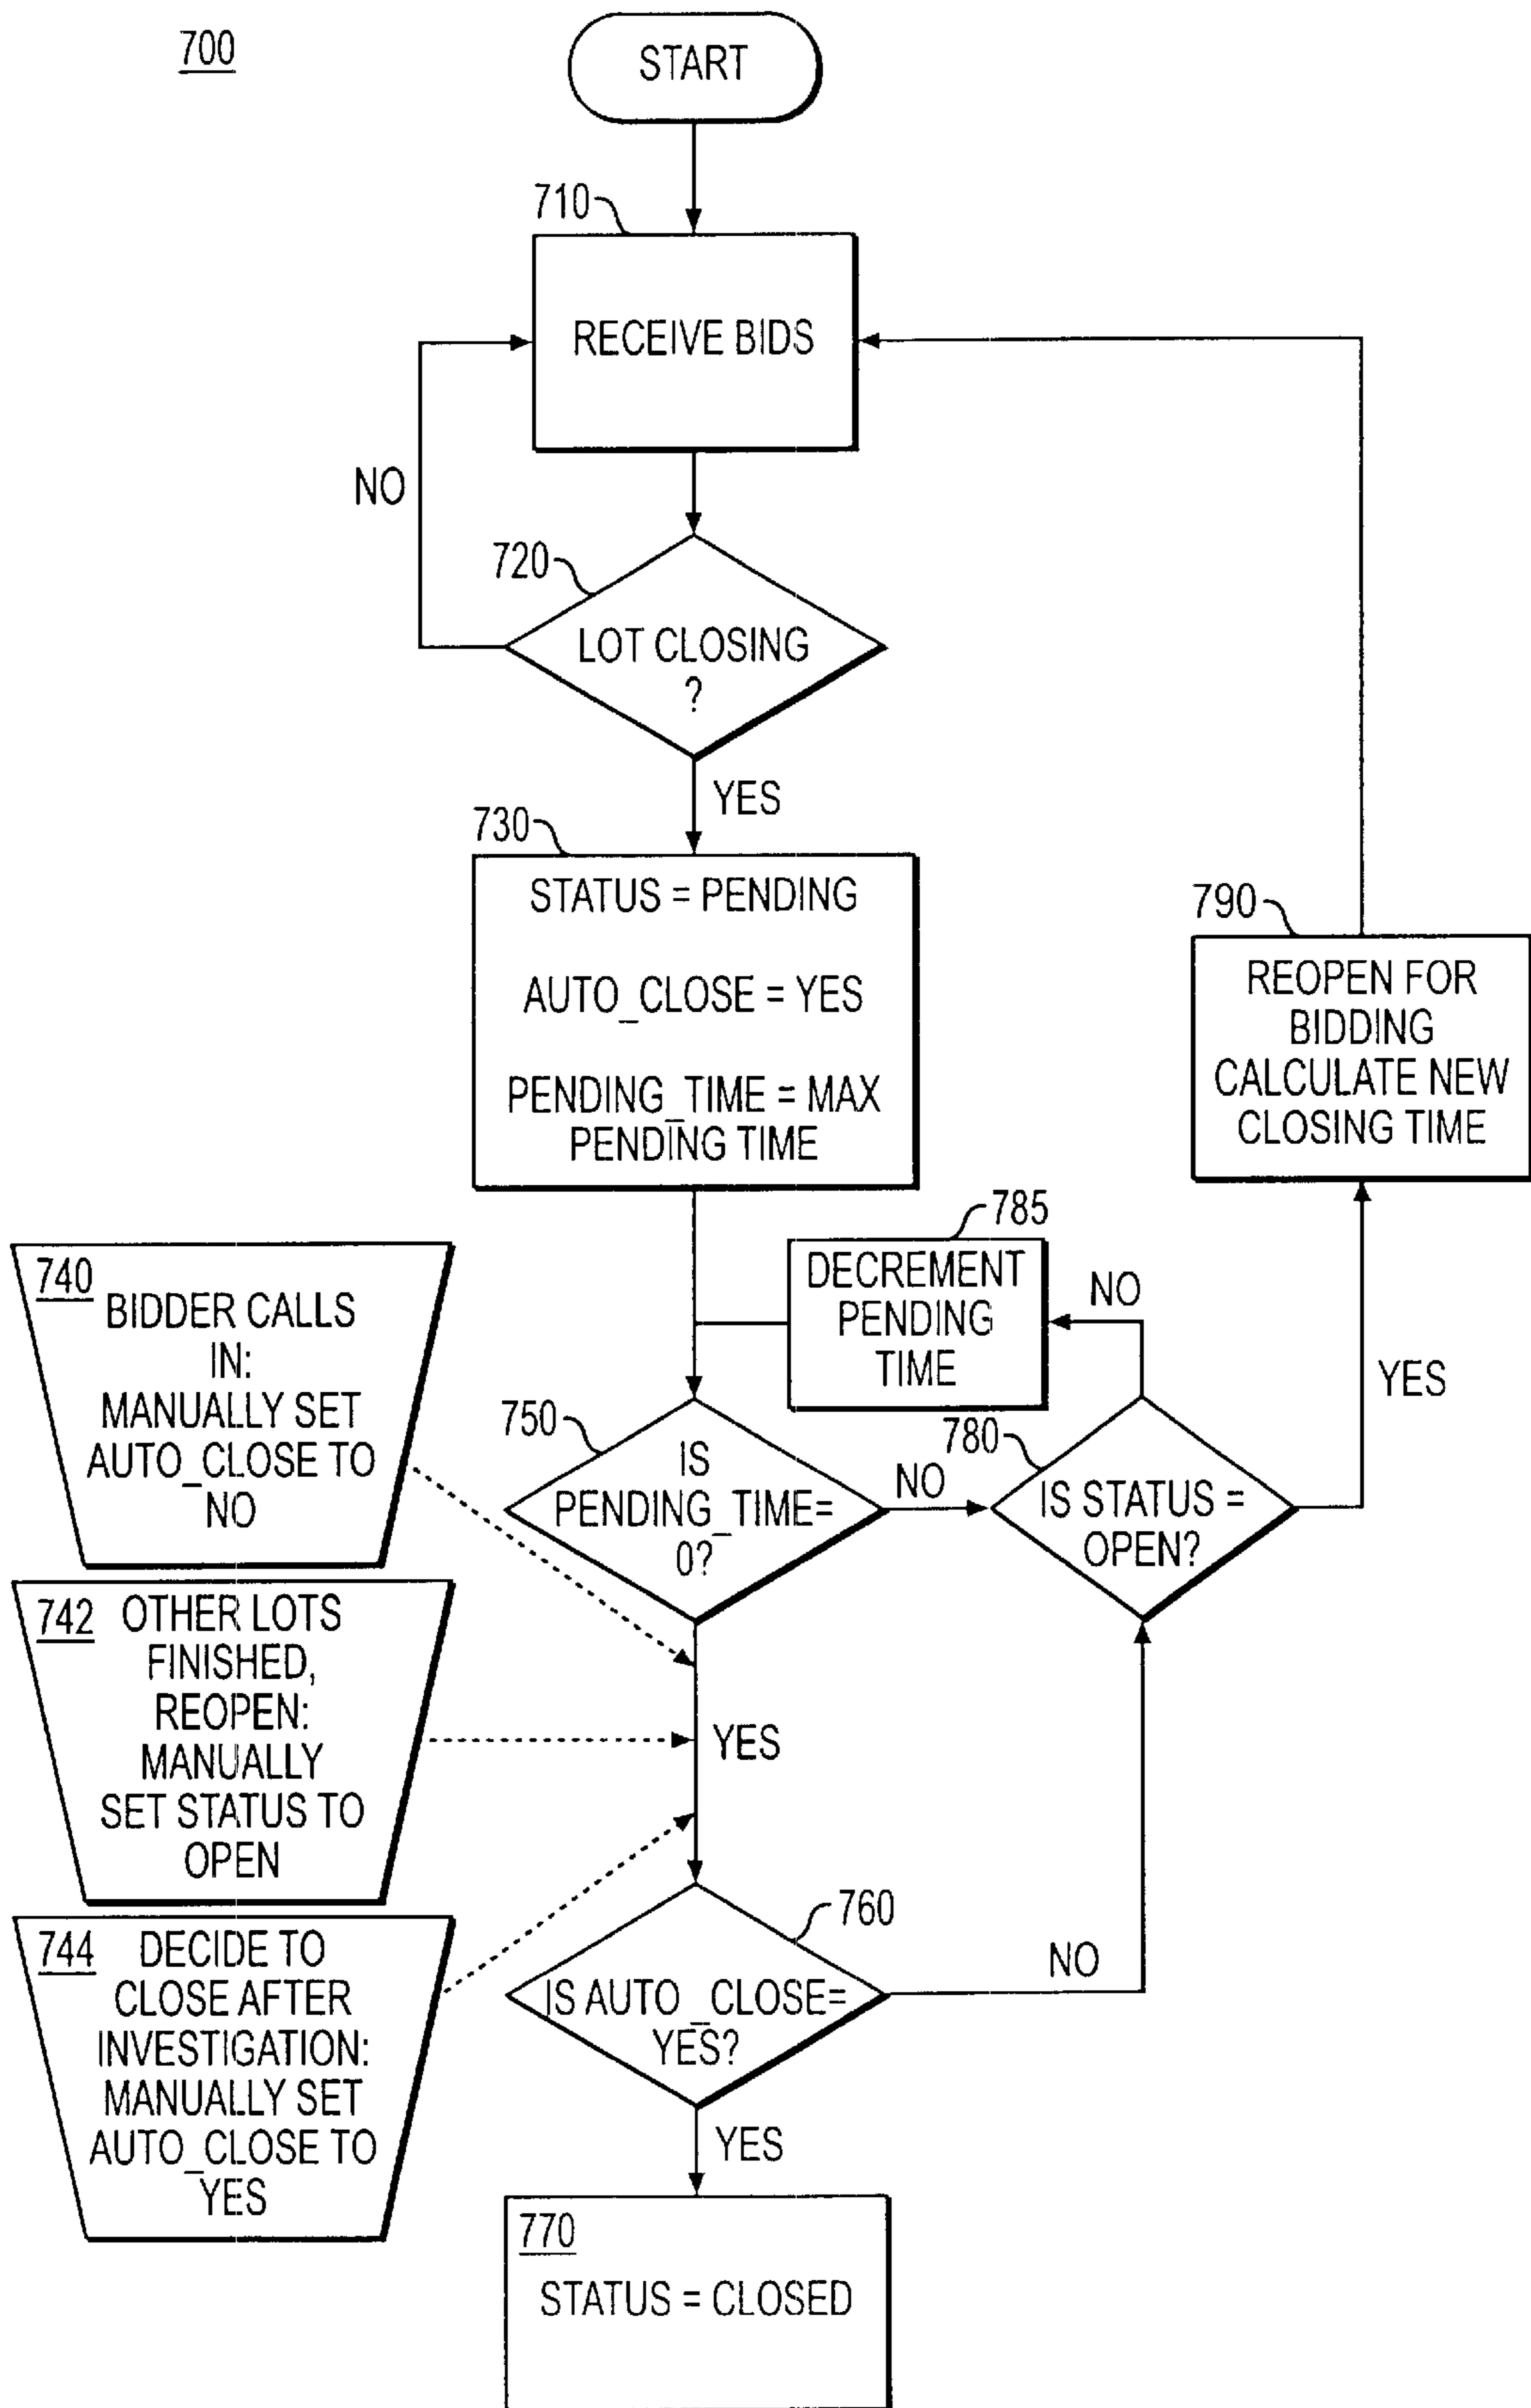 700
START
710
RECEIVE BIDS
NO
720
LOT CLOSING
?
YES
730
STATUS = PENDING
AUTO_CLOSE = YES
PENDING_TIME = MAX
PENDING TIME
790
REOPEN FOR
BIDDING
CALCULATE NEW
CLOSING TIME
785
DECREMENT
PENDING
TIME
NO
YES
740
BIDDER CALLS
IN:
MANUALLY SET
AUTO_CLOSE TO
NO
750
IS
PENDING_TIME=
0?
NO
780
IS STATUS =
OPEN?
742
OTHER LOTS
FINISHED,
REOPEN:
MANUALLY
SET STATUS TO
OPEN
YES
744
DECIDE TO
CLOSE AFTER
INVESTIGATION:
MANUALLY SET
AUTO_CLOSE TO
YES
760
IS AUTO_CLOSE=
YES?
NO
YES
770
STATUS = CLOSED